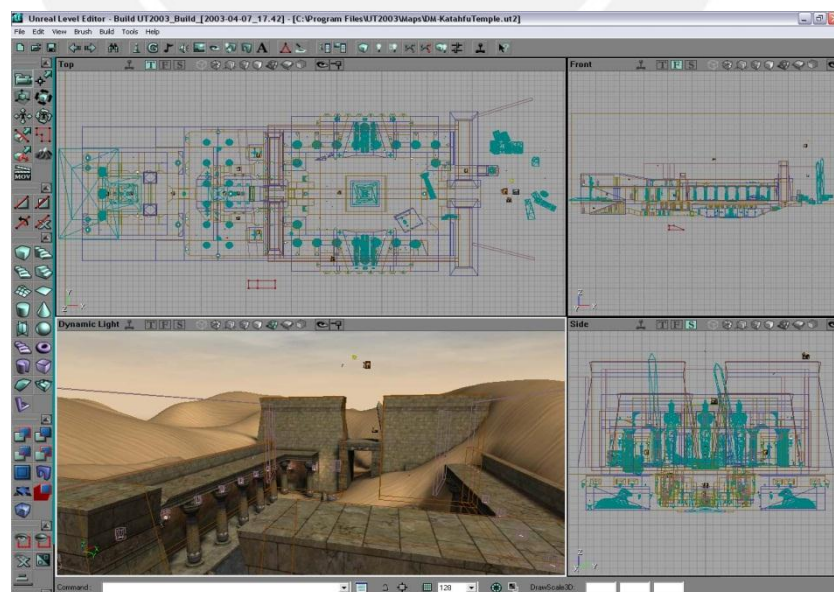 Unreal Level Editor - Build UT2003_Build_[2003-04-07_17.42] - [C:\Program Files\UT2003\Maps\DM-KatahfuTemple.ut2]
File Edit View Brush Build Tools Help
Top T F S
Front T F S
MOV
Dynamic Light T F S
Side T F S
Command : 128 DrawScale3D: